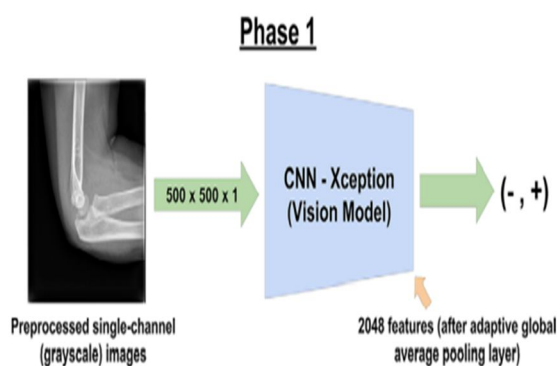 Phase 1
500 x 500 x 1
CNN - Xception
(Vision Model)
(- , +)
Preprocessed single-channel
(grayscale) images
2048 features (after adaptive global
average pooling layer)